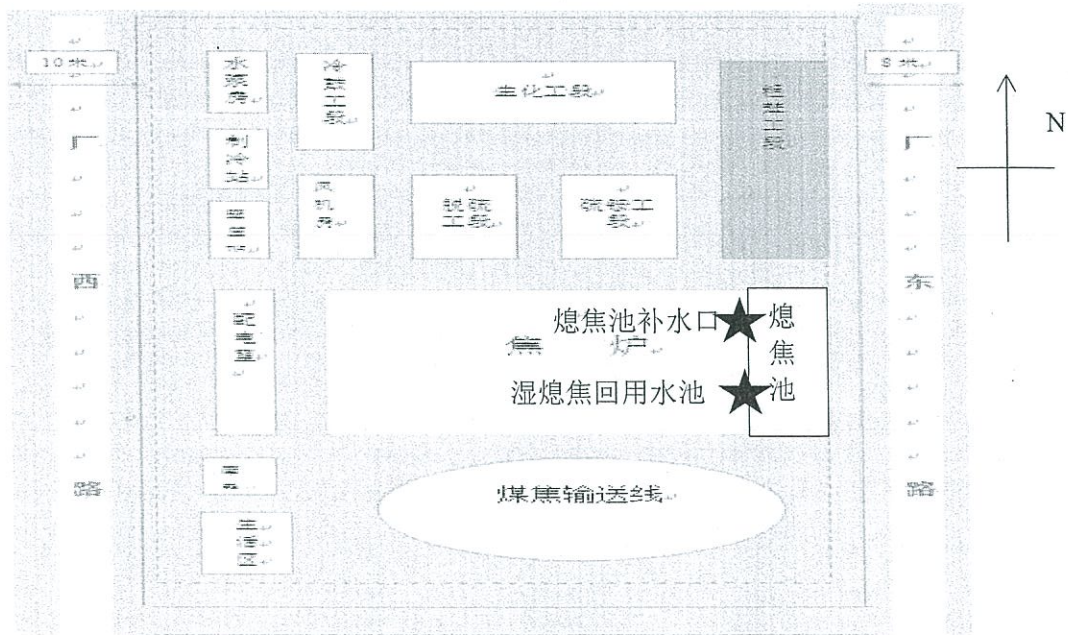 10米
8米
N
水
泵
房
冷
鼓
工
段
生化工段
制
冷
站
风
机
房
脱硫
工段
硫铵工
段
厂
西
路
厂
东
路
配
电
室
熄焦池补水口
焦 炉
湿熄焦回用水池
熄
焦
池
煤焦输送线
生
活
区